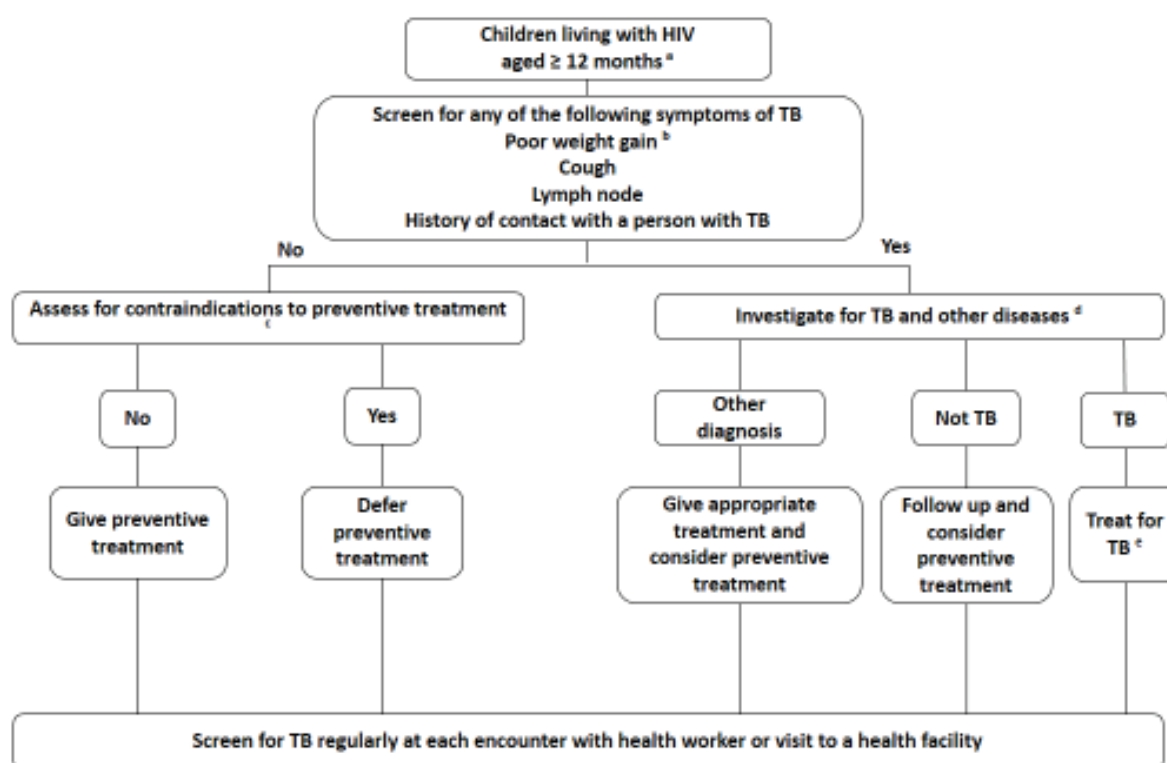 Children living with HIV
aged ≥ 12 months ᵃ
Screen for any of the following symptoms of TB
Poor weight gain ᵇ
Cough
Lymph node
History of contact with a person with TB
No
Yes
Assess for contraindications to preventive treatment
ᶜ
Investigate for TB and other diseases ᵈ
No
Yes
Other
diagnosis
Not TB
TB
Give preventive
treatment
Defer
preventive
treatment
Give appropriate
treatment and
consider preventive
treatment
Follow up and
consider
preventive
treatment
Treat for
TB ᵉ
Screen for TB regularly at each encounter with health worker or visit to a health facility